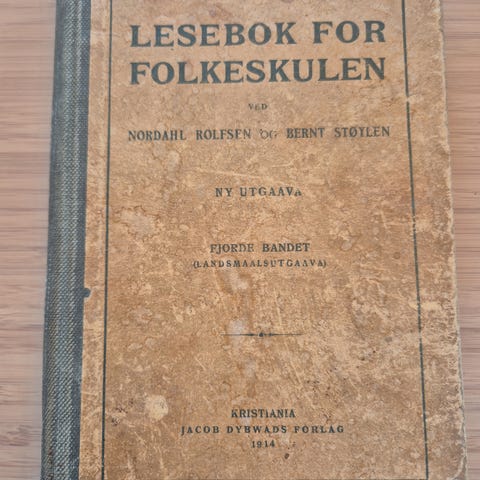 LESEBOK FOR
FOLKESKULEN
VED
NORDAHL ROLFSEN OG BERNT STØYLEN
NY UTGAAVA
FJORDE BANDET
(LANDSMAALSUTGAAVA)
KRISTIANIA
JACOB DYBWADS FORLAG
1914